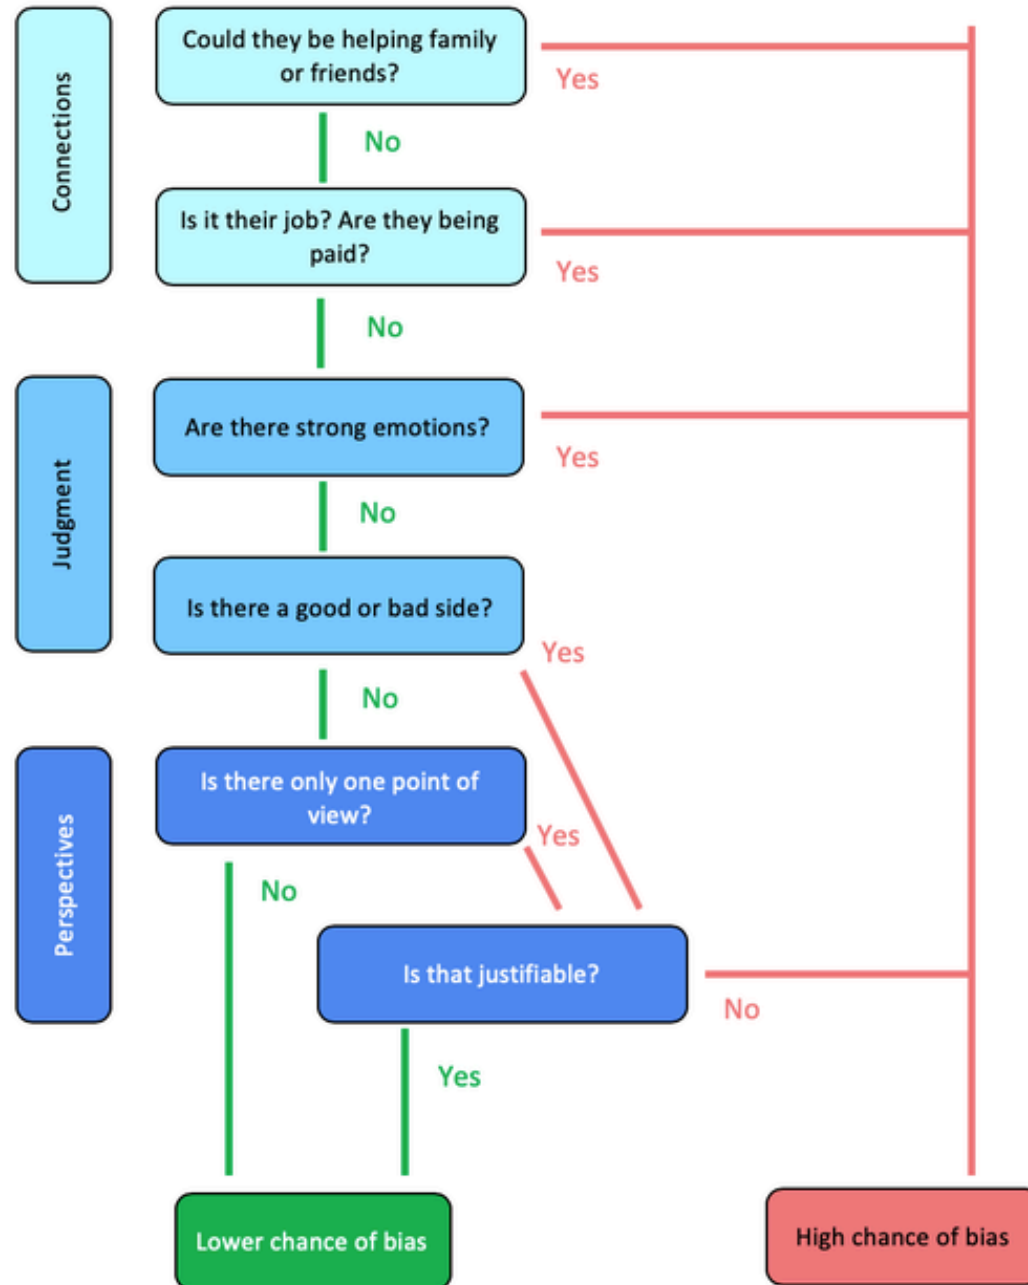 Connections
Could they be helping family
or friends?
Yes
No
Is it their job? Are they being
paid?
Yes
No
Judgment
Are there strong emotions?
Yes
No
Is there a good or bad side?
Yes
No
Perspectives
Is there only one point of
view?
Yes
No
Is that justifiable?
No
Yes
Lower chance of bias
High chance of bias